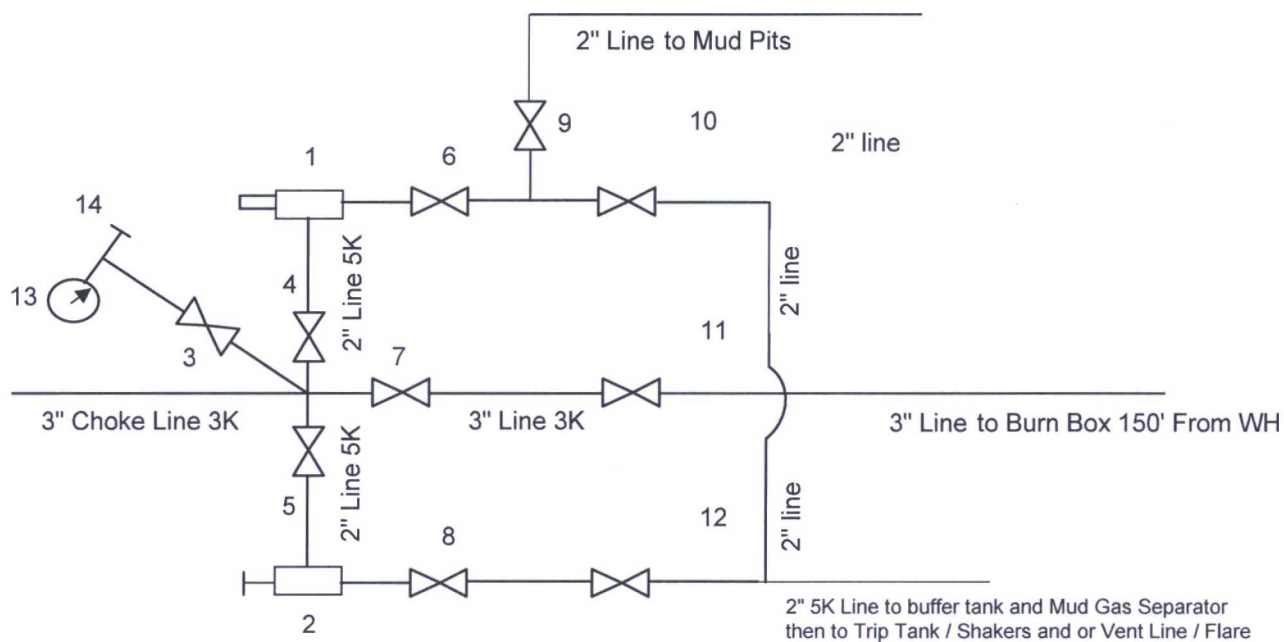 2" Line to Mud Pits
9
10
2" line
1
6
14
2" Line 5K
4
2" line
13
3
11
7
3" Choke Line 3K
3" Line 3K
3" Line to Burn Box 150' From WH
2" Line 5K
5
12
2" line
8
2
2" 5K Line to buffer tank and Mud Gas Separator
then to Trip Tank / Shakers and or Vent Line / Flare